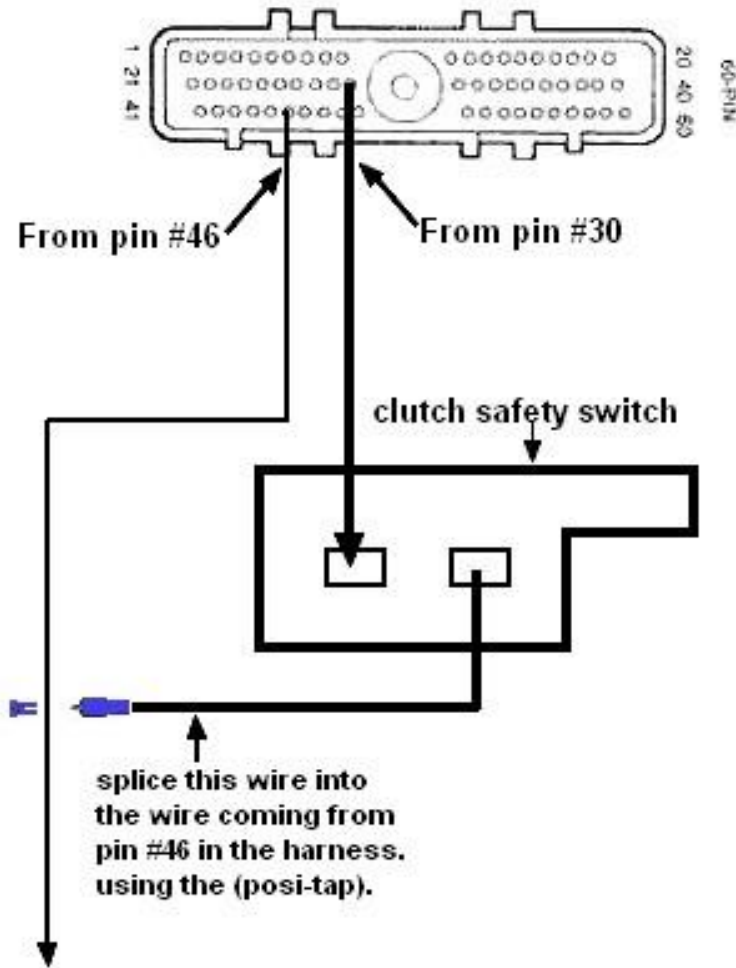 1 21 41
20 40 60
60-PIN
From pin #46
From pin #30
clutch safety switch
splice this wire into
the wire coming from
pin #46 in the harness.
using the (posi-tap).